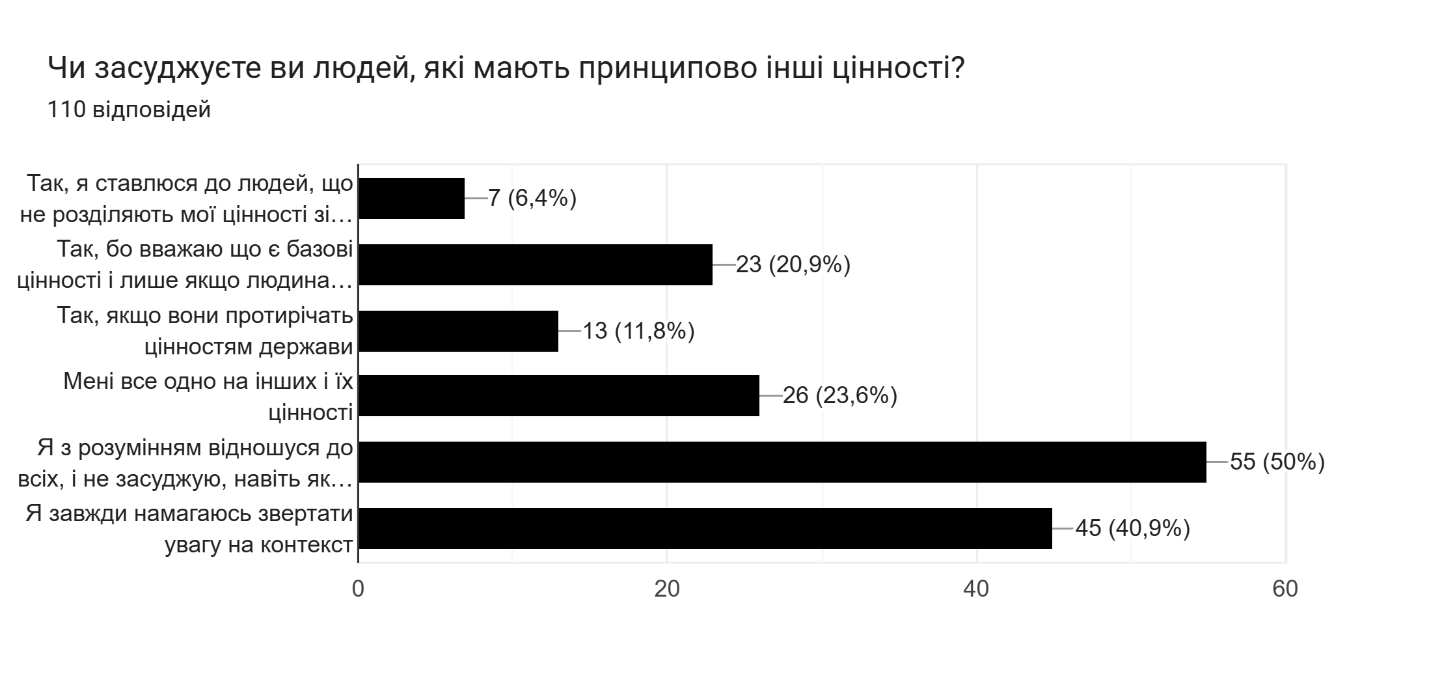 Чи засуджуєте ви людей, які мають принципово інші цінності?
110 відповідей
Так, я ставлюся до людей, що
не розділяють мої цінності зі…
7 (6,4%)
Так, бо вважаю що є базові
цінності і лише якщо людина…
23 (20,9%)
Так, якщо вони протирічать
цінностям держави
13 (11,8%)
Мені все одно на інших і їх
цінності
26 (23,6%)
Я з розумінням відношуся до
всіх, і не засуджую, навіть як…
55 (50%)
Я завжди намагаюсь звертати
увагу на контекст
45 (40,9%)
0 20 40 60